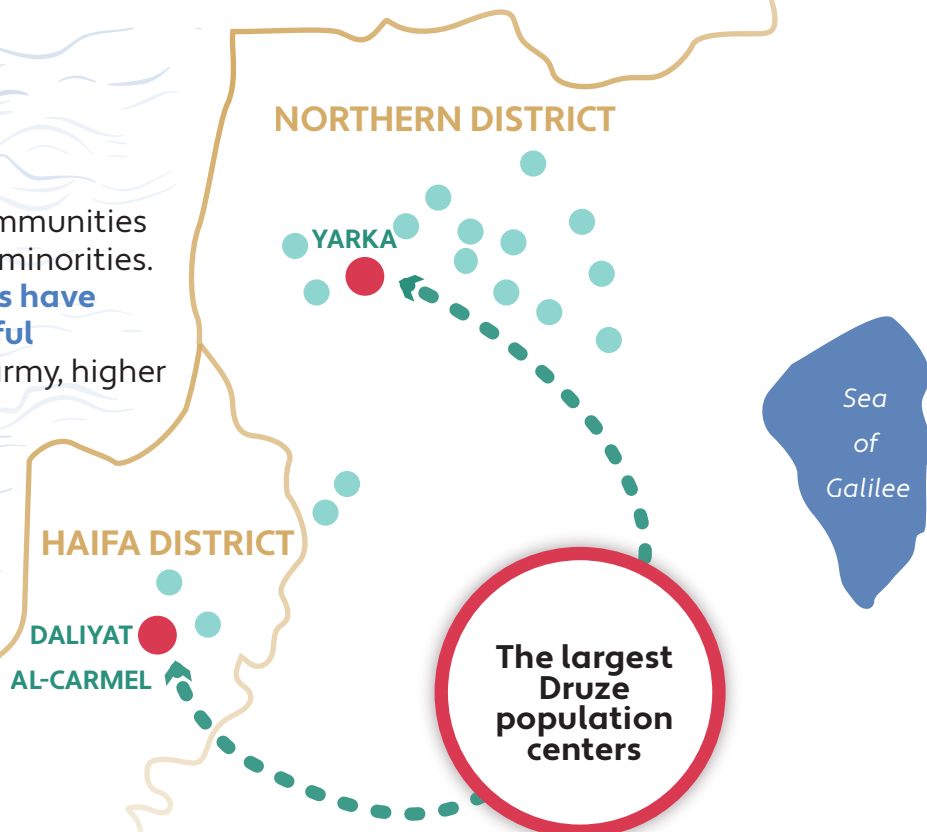 NORTHERN DISTRICT
mmunities
minorities.
s have
ful
rmy, higher
YARKA
Sea
of
Galilee
HAIFA DISTRICT
DALIYAT
AL-CARMEL
The largest
Druze
population
centers